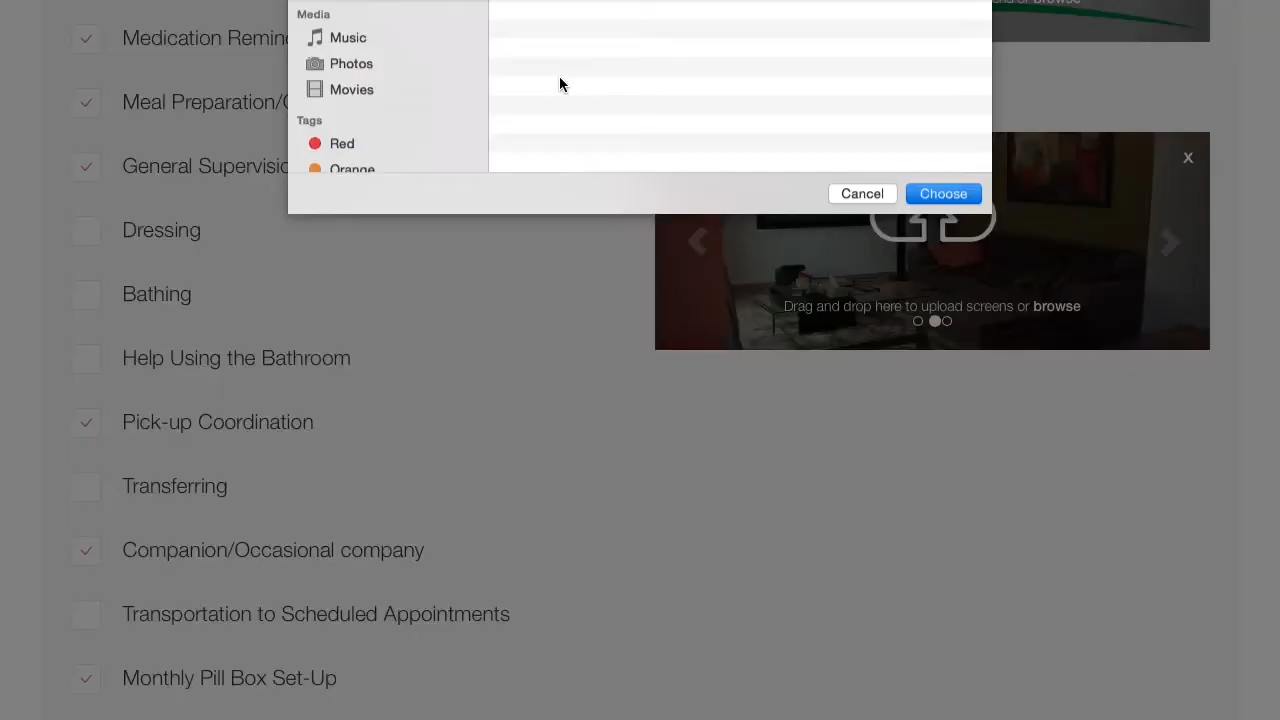 Media
Music
Photos
Movies
Tags
Red
Orange
Cancel
Choose
Medication
Meal Preparation/
General
Dressing
Bathing
Help Using the Bathroom
Pick-up Coordination
Transferring
Companion/Occasional company
Transportation to Scheduled Appointments
Monthly Pill Box Set-Up
X
Drag and drop here to upload screens or browse